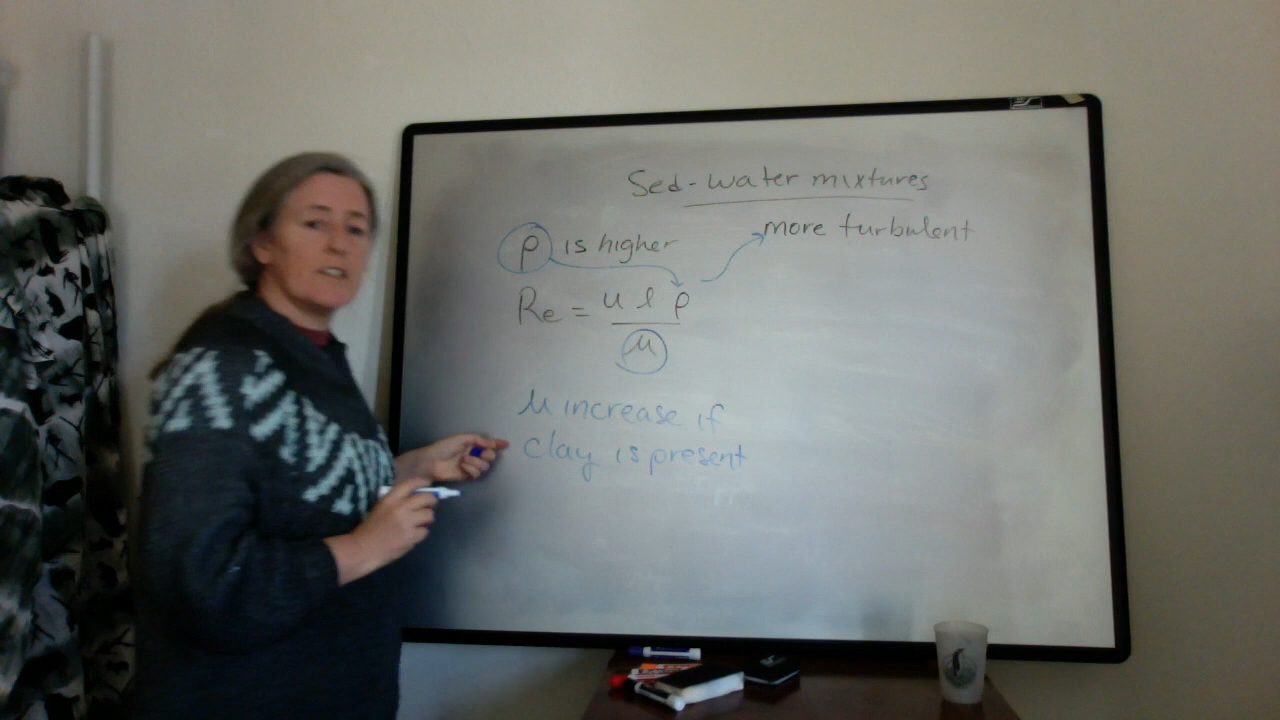 Sed-water mixtures
ρ is higher
more turbulent
Re = u l ρ
μ
μ increase if
clay is present